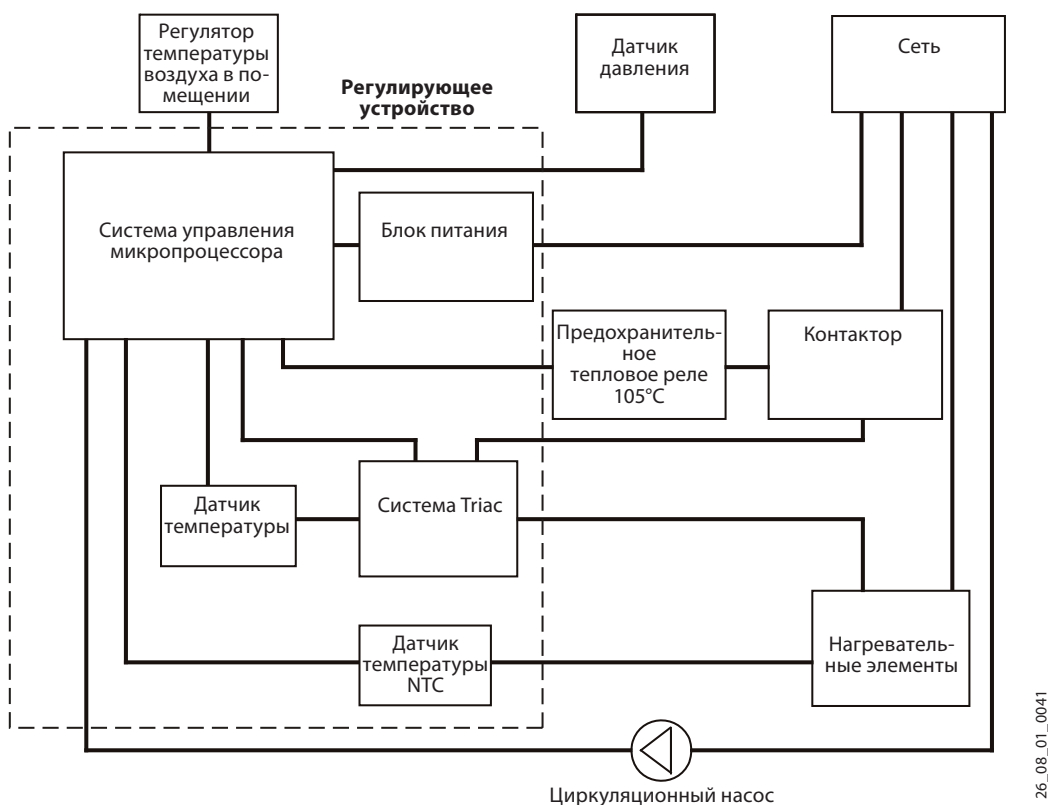 Регулятор
температуры
воздуха в по-
мещении
Датчик
давления
Сеть
Регулирующее
устройство
Система управления
микропроцессора
Блок питания
Предохранитель-
ное
тепловое реле
105°C
Контактор
Датчик
температуры
Система Triac
Датчик
температуры
NTC
Нагреватель-
ные элементы
Циркуляционный насос
26_08_01_0041